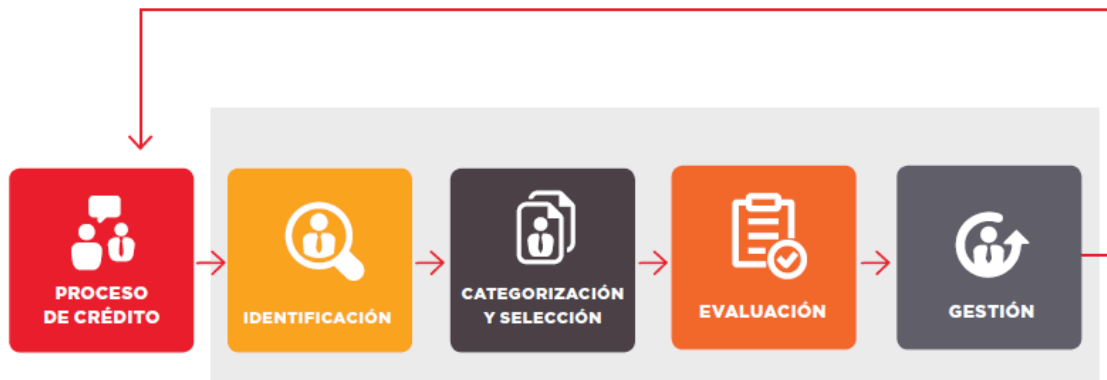 PROCESO
DE CRÉDITO
IDENTIFICACIÓN
CATEGORIZACIÓN
Y SELECCIÓN
EVALUACIÓN
GESTIÓN